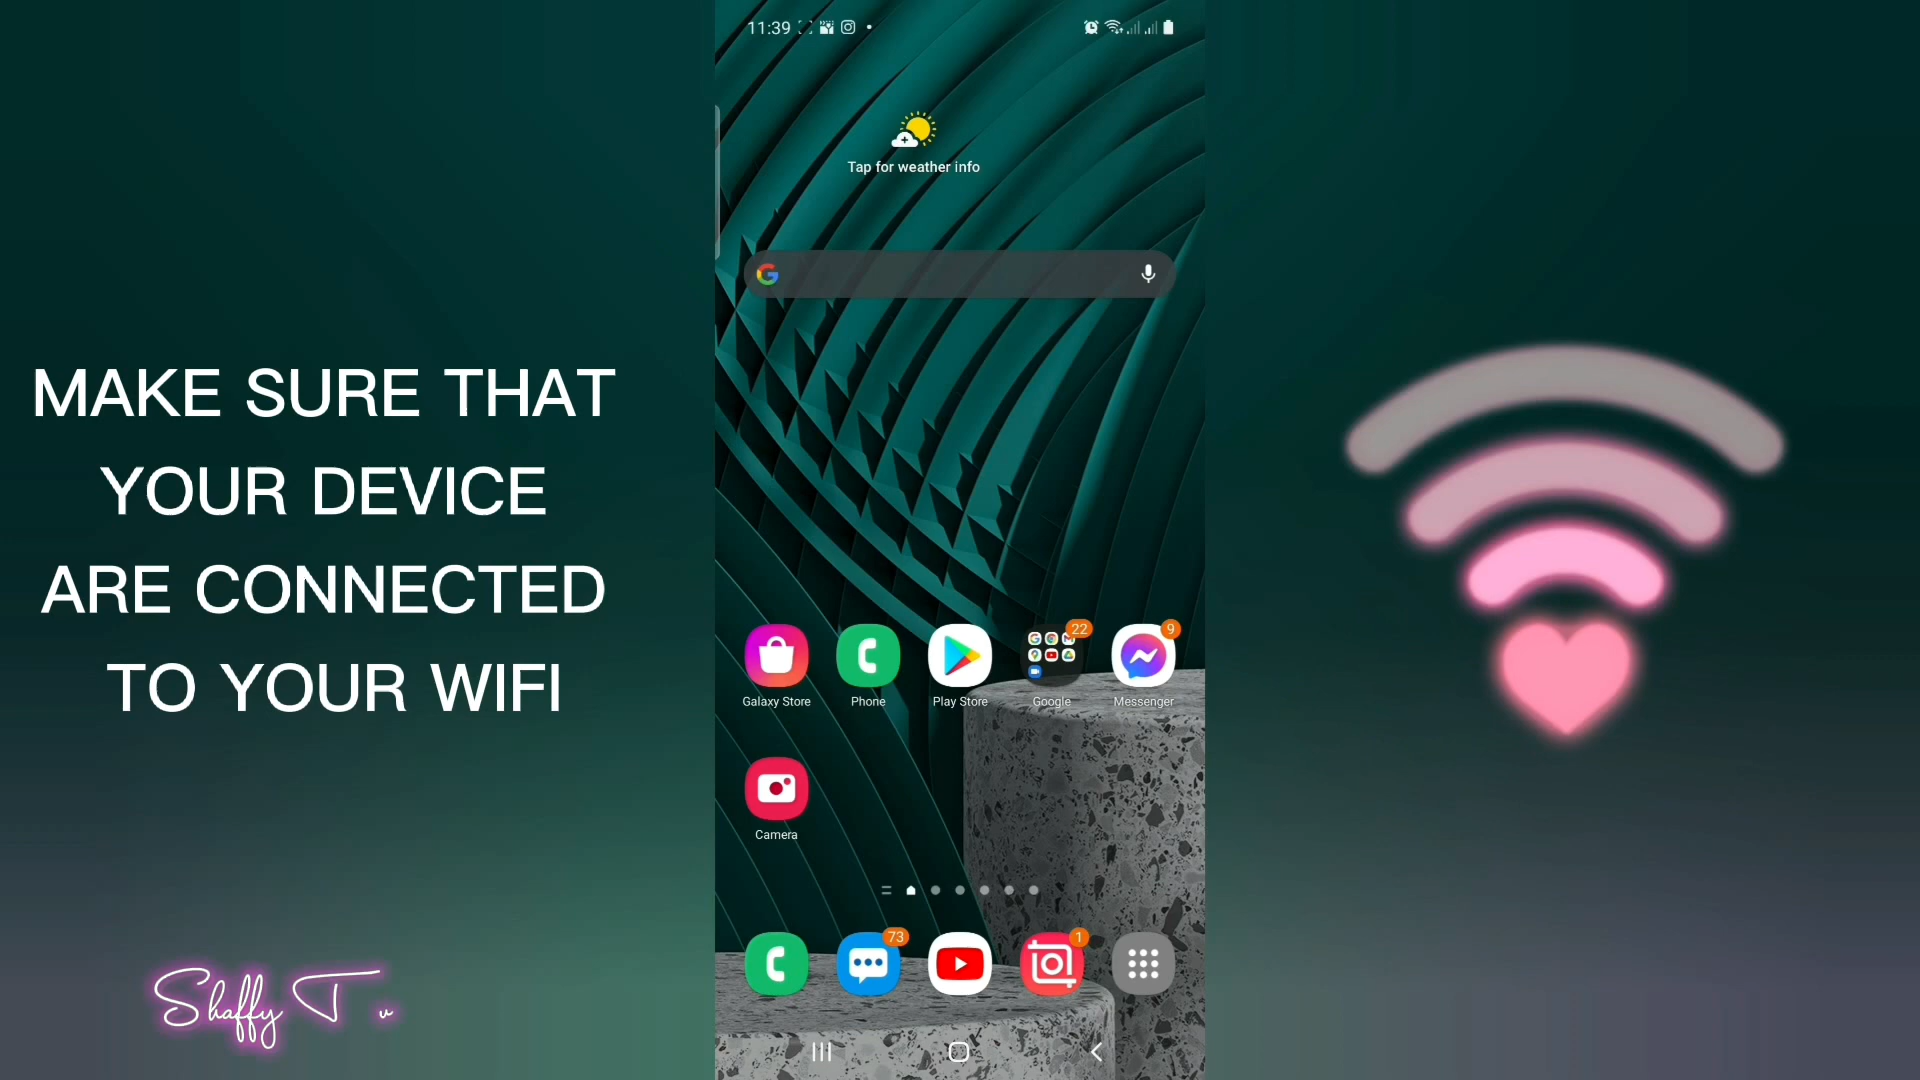 11:39
Tap for weather info
MAKE SURE THAT
YOUR DEVICE
ARE CONNECTED
TO YOUR WIFI
22
9
Galaxy Store
Phone
Play Store
Google
Messenger
Camera
73
1
Shaffy T u